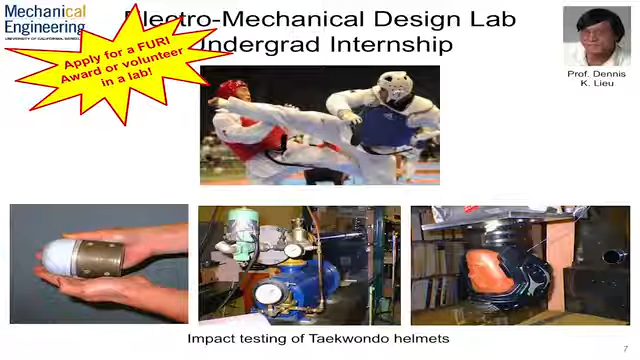 Mechanical
Engineering
Electro-Mechanical Design Lab
Undergrad Internship
Apply for a FURI
Award or volunteer
in a lab!
Prof. Dennis
K. Lieu
Impact testing of Taekwondo helmets
7